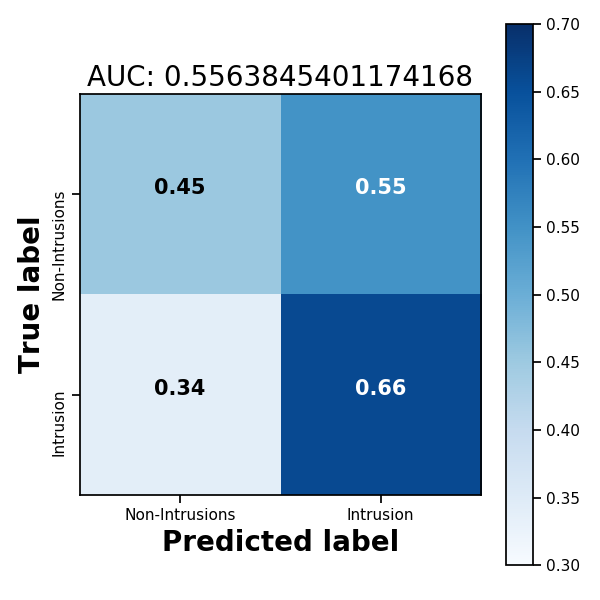 AUC: 0.5563845401174168
True label
Non-Intrusions
Intrusion
0.45
0.55
0.34
0.66
Non-Intrusions
Intrusion
Predicted label
0.70
0.65
0.60
0.55
0.50
0.45
0.40
0.35
0.30